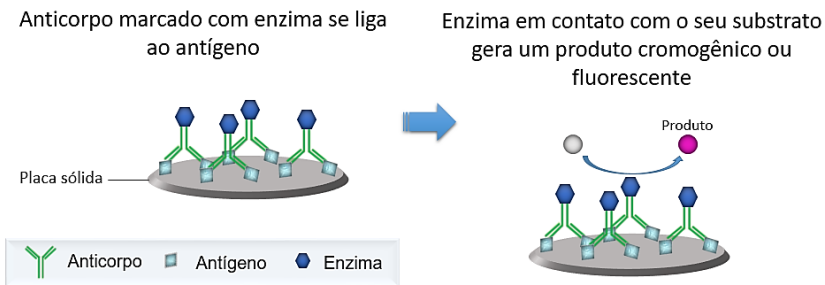 Anticorpo marcado com enzima se liga
ao antígeno
Enzima em contato com o seu substrato
gera um produto cromogênico ou
fluorescente
Produto
Placa sólida
Anticorpo
Antígeno
Enzima